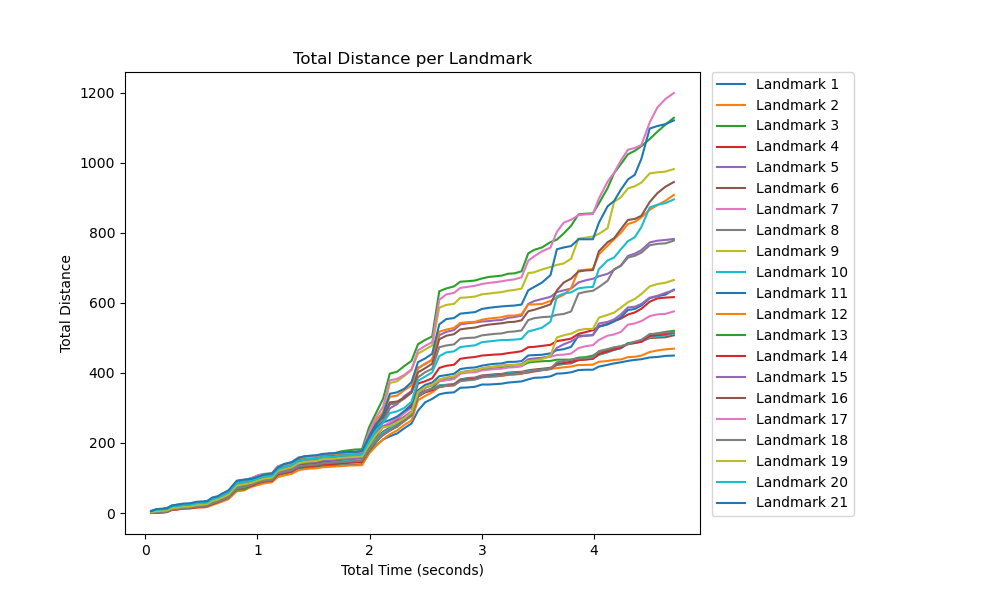 Total Distance per Landmark
Total Distance
1200
1000
800
600
400
200
0
0
1
2
3
4
Total Time (seconds)
Landmark 1
Landmark 2
Landmark 3
Landmark 4
Landmark 5
Landmark 6
Landmark 7
Landmark 8
Landmark 9
Landmark 10
Landmark 11
Landmark 12
Landmark 13
Landmark 14
Landmark 15
Landmark 16
Landmark 17
Landmark 18
Landmark 19
Landmark 20
Landmark 21